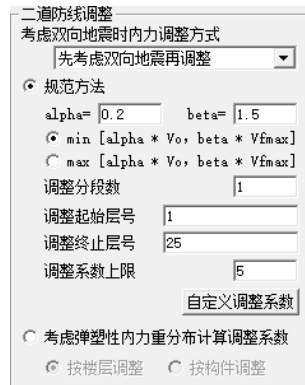 二道防线调整
考虑双向地震时内力调整方式
先考虑双向地震再调整
规范方法
alpha= 0.2 beta= 1.5
min [alpha * Vo, beta * Vfmax]
max [alpha * Vo, beta * Vfmax]
调整分段数 1
调整起始层号 1
调整终止层号 25
调整系数上限 5
自定义调整系数
考虑弹塑性内力重分布计算调整系数
按楼层调整 按构件调整